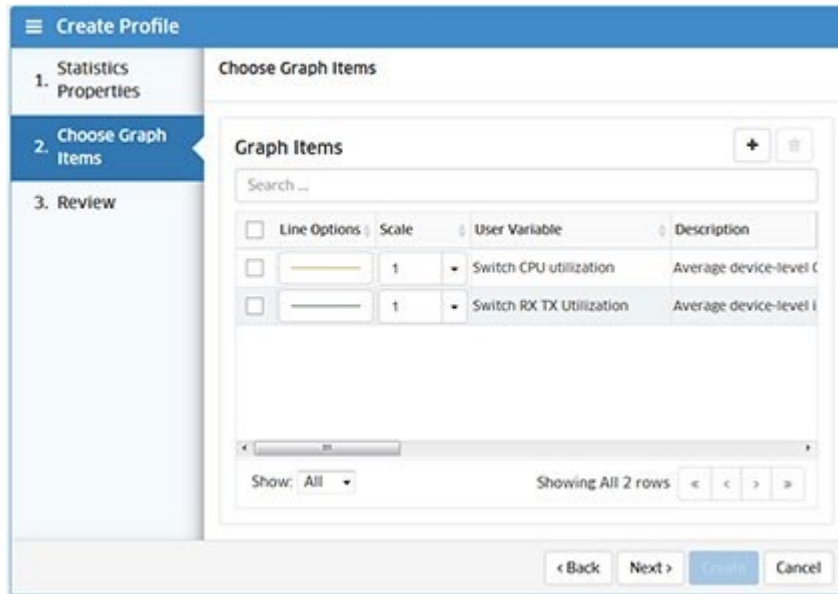 Create Profile
1. Statistics Properties
2. Choose Graph Items
3. Review
Choose Graph Items
Graph Items
Search ...
Line Options Scale User Variable Description
1 Switch CPU utilization Average device-level
1 Switch RX TX Utilization Average device-level i
Show: All Showing All 2 rows « < > »
< Back Next > Create Cancel